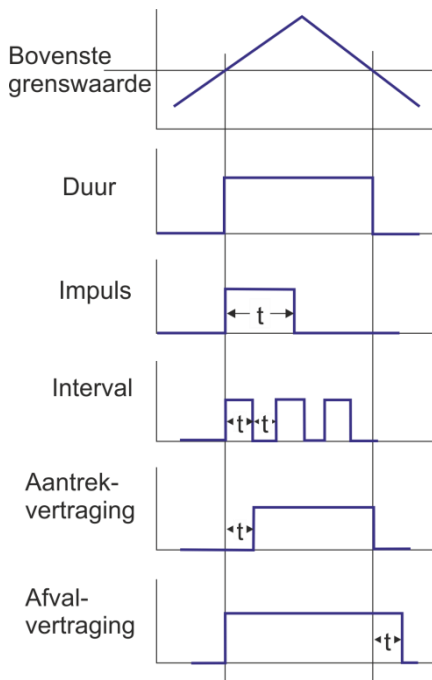 Bovenste
grenswaarde
Duur
Impuls
t
Interval
t t
Aantrek-
vertraging
t
Afval-
vertraging
t